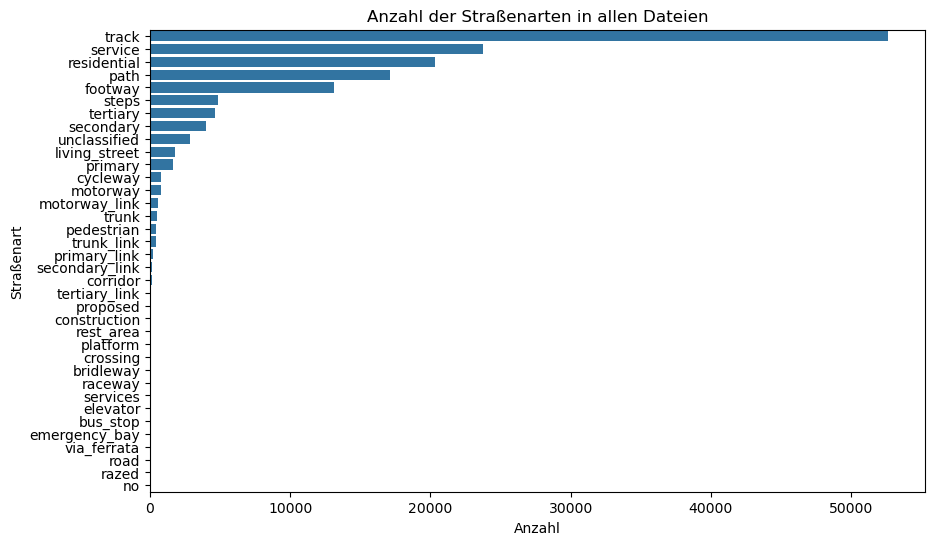 Anzahl der Straßenarten in allen Dateien
track
service
residential
path
footway
steps
tertiary
secondary
unclassified
living_street
primary
cycleway
motorway
motorway_link
trunk
pedestrian
trunk_link
primary_link
secondary_link
corridor
tertiary_link
proposed
construction
rest_area
platform
crossing
bridleway
raceway
services
elevator
bus_stop
emergency_bay
via_ferrata
road
razed
no
Straßenart
0 10000 20000 30000 40000 50000
Anzahl